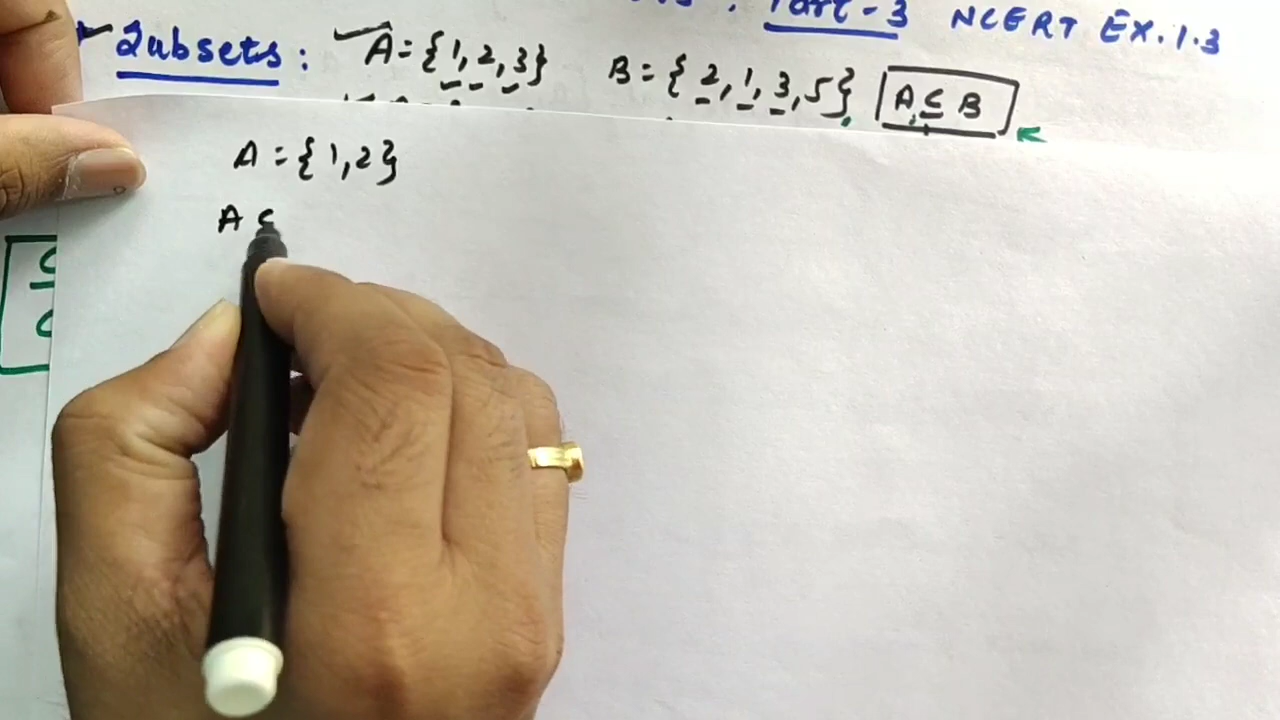 Part-3 NCERT EX.1.3
Subsets : A={1,2,3} B={2,1,3,5} A⊆B
A={1,2}
A